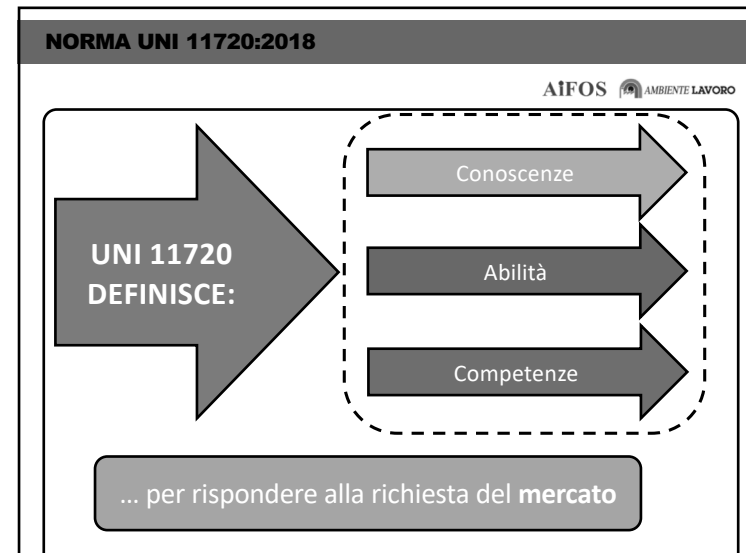 NORMA UNI 11720:2018
AiFOS AMBIENTE LAVORO
UNI 11720
DEFINISCE:
Conoscenze
Abilità
Competenze
... per rispondere alla richiesta del mercato